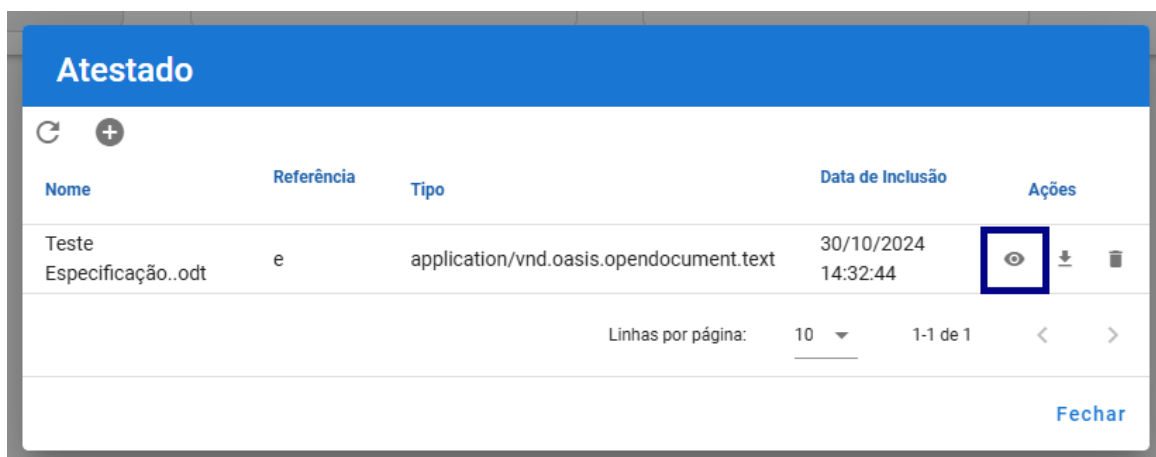 Atestado
Nome Referência Tipo Data de Inclusão Ações
Teste
Especificação..odt
e
application/vnd.oasis.opendocument.text
30/10/2024
14:32:44
Linhas por página: 10 1-1 de 1
Fechar